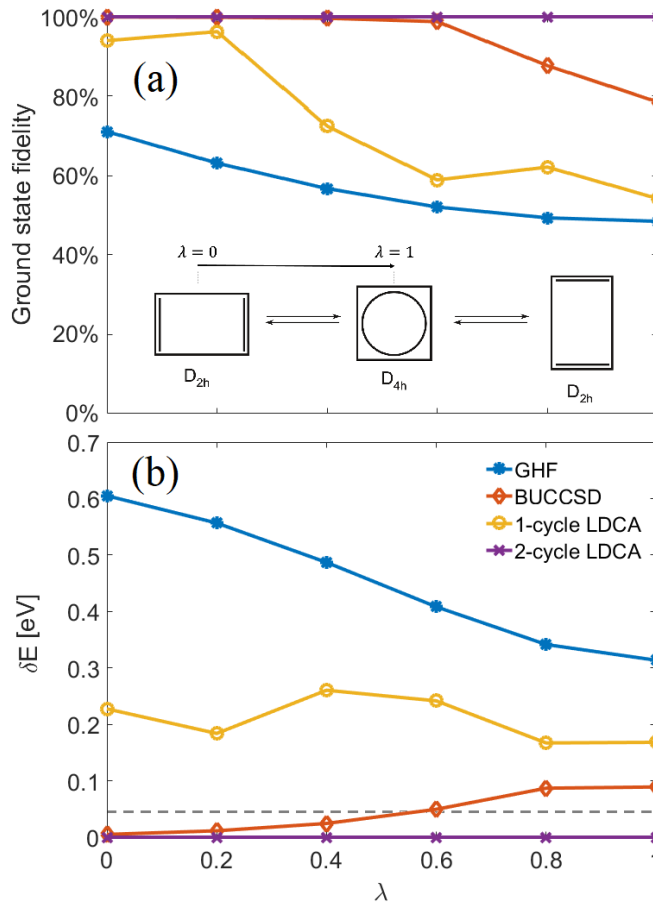 100%
(a)
80%
60%
40%
20%
0%
Ground state fidelity
λ = 0
λ = 1
D2h
D4h
D2h
0.7
(b)
0.6
0.5
0.4
0.3
0.2
0.1
0
δE [eV]
GHF
BUCCSD
1-cycle LDCA
2-cycle LDCA
0
0.2
0.4
0.6
0.8
λ